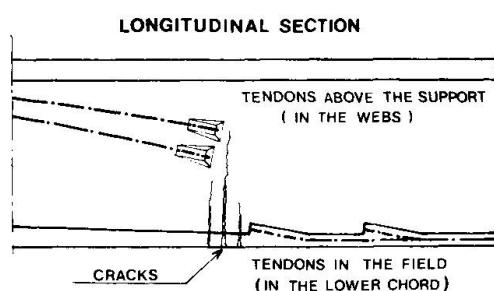 LONGITUDINAL SECTION
TENDONS ABOVE THE SUPPORT
( IN THE WEBS )
CRACKS
TENDONS IN THE FIELD
(IN THE LOWER CHORD)